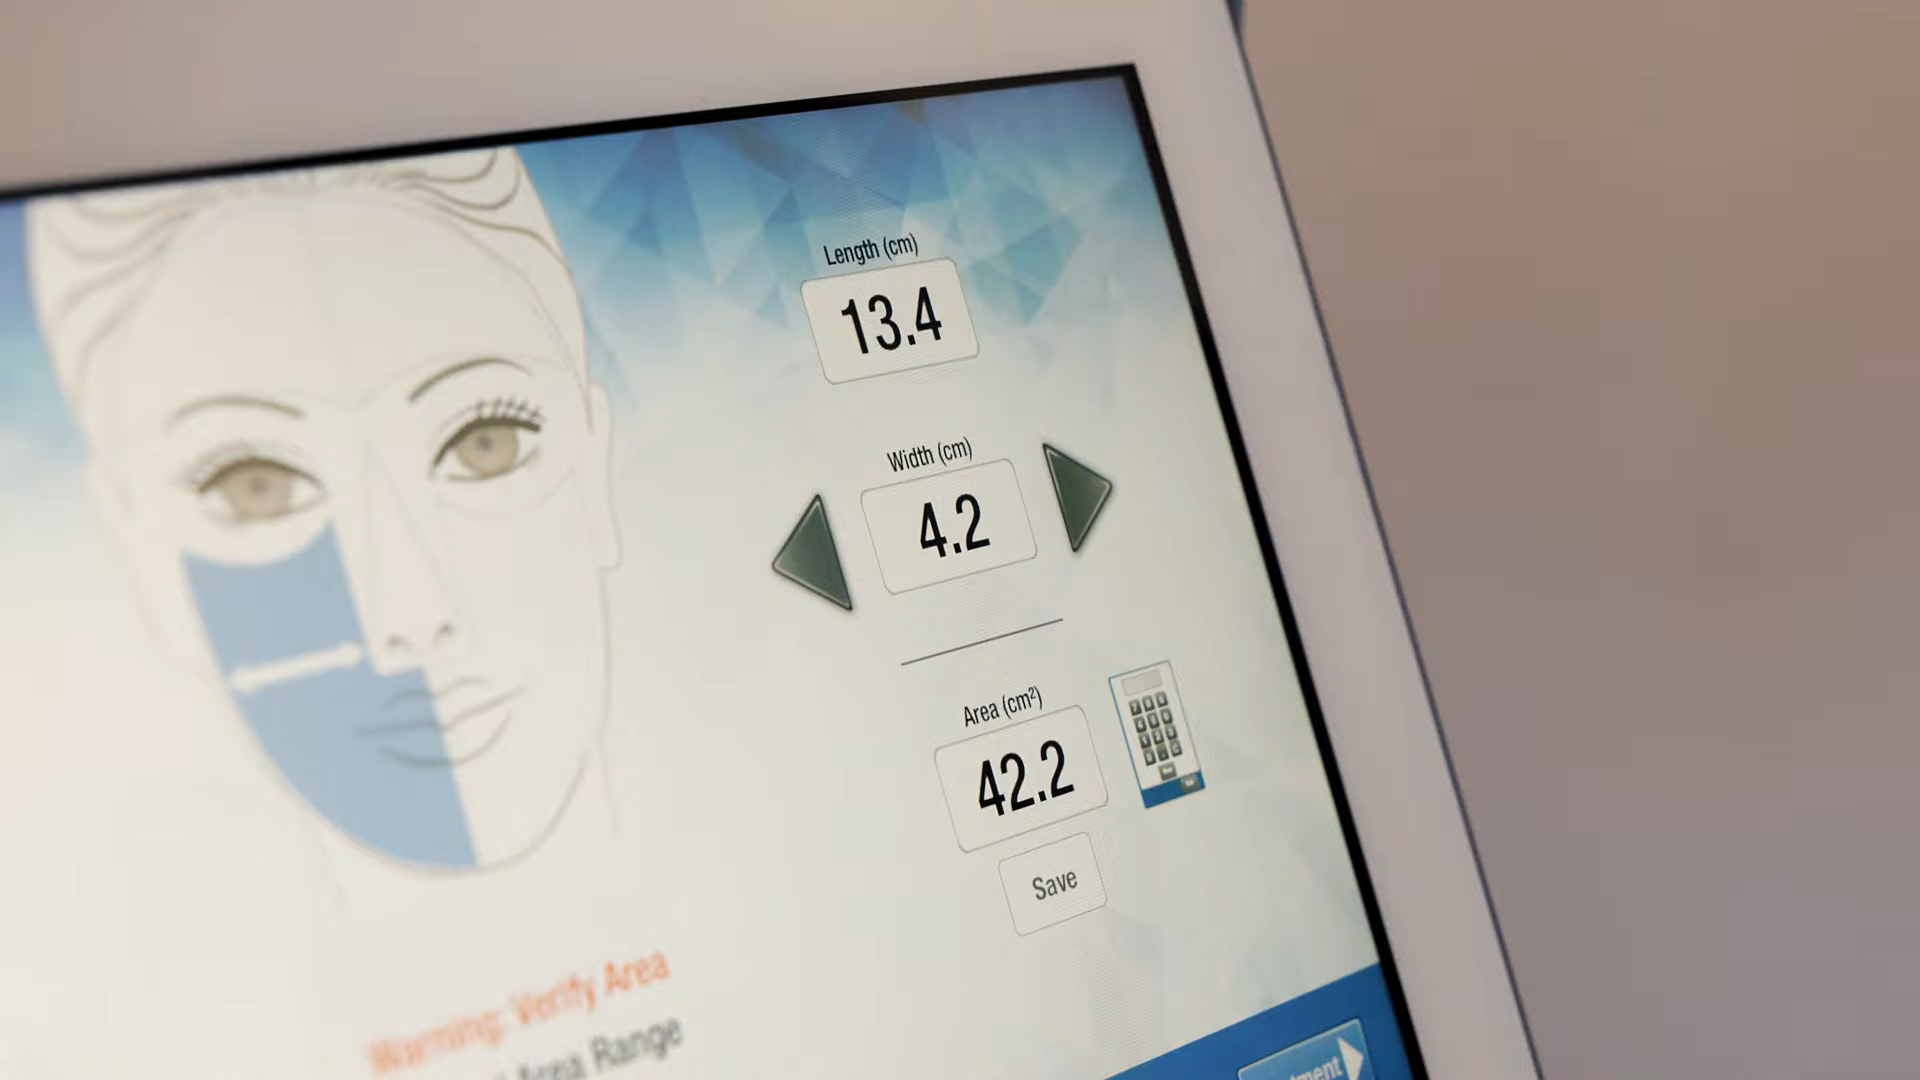 Length (cm)
13.4
Width (cm)
4.2
Area (cm²)
42.2
Save
Warning: Verify Area
Area Range